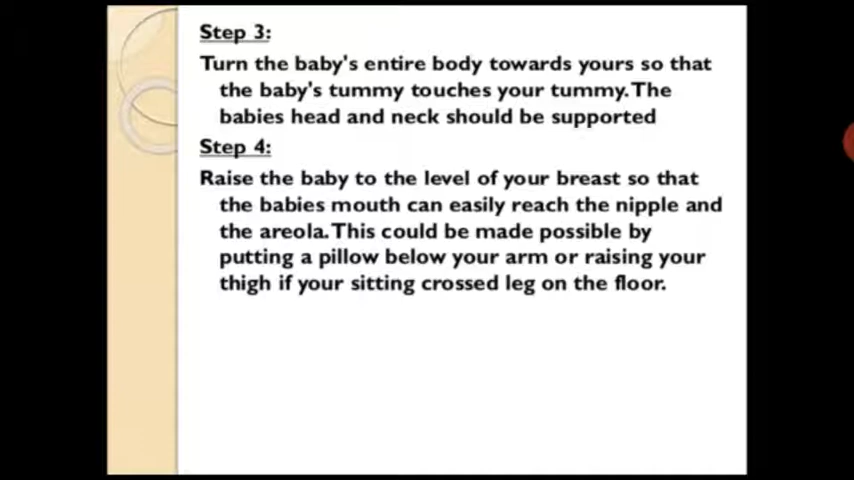 Step 3:
Turn the baby's entire body towards yours so that
the baby's tummy touches your tummy. The
babies head and neck should be supported
Step 4:
Raise the baby to the level of your breast so that
the babies mouth can easily reach the nipple and
the areola. This could be made possible by
putting a pillow below your arm or raising your
thigh if your sitting crossed leg on the floor.